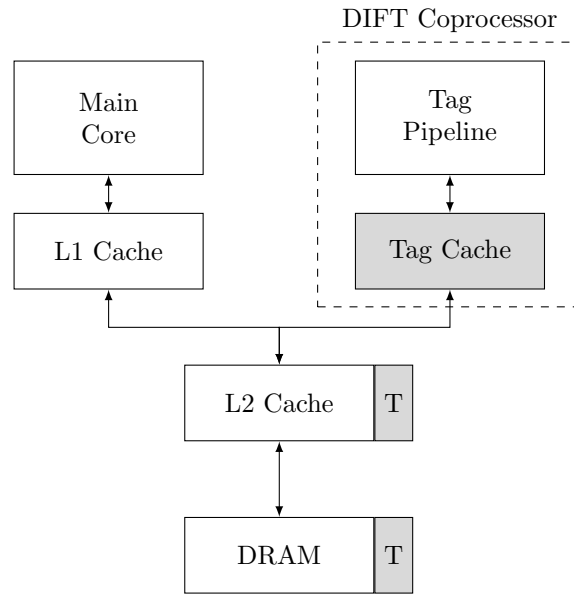 DIFT Coprocessor
Main
Core
Tag
Pipeline
L1 Cache
Tag Cache
L2 Cache
T
DRAM
T